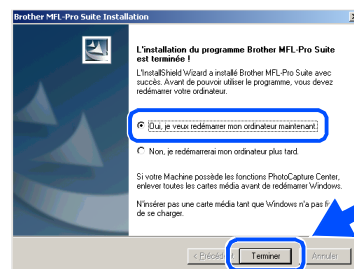 Brother MFL-Pro Suite Installation
L'installation du programme Brother MFL-Pro Suite
est terminée !
L'InstallShield Wizard a installé Brother MFL-Pro Suite avec
succès. Avant de pouvoir utiliser le programme, vous devez
redémarrer votre ordinateur.
Oui, je veux redémarrer mon ordinateur maintenant.
Non, je redémarrerai mon ordinateur plus tard.
Si votre Machine possède les fonctions PhotoCapture Center,
enlever toutes les cartes média avant de redémarrer Windows.
N'insérer pas une carte média tant que Windows n'a pas
de se charger.
< Précéd Terminer Annuler